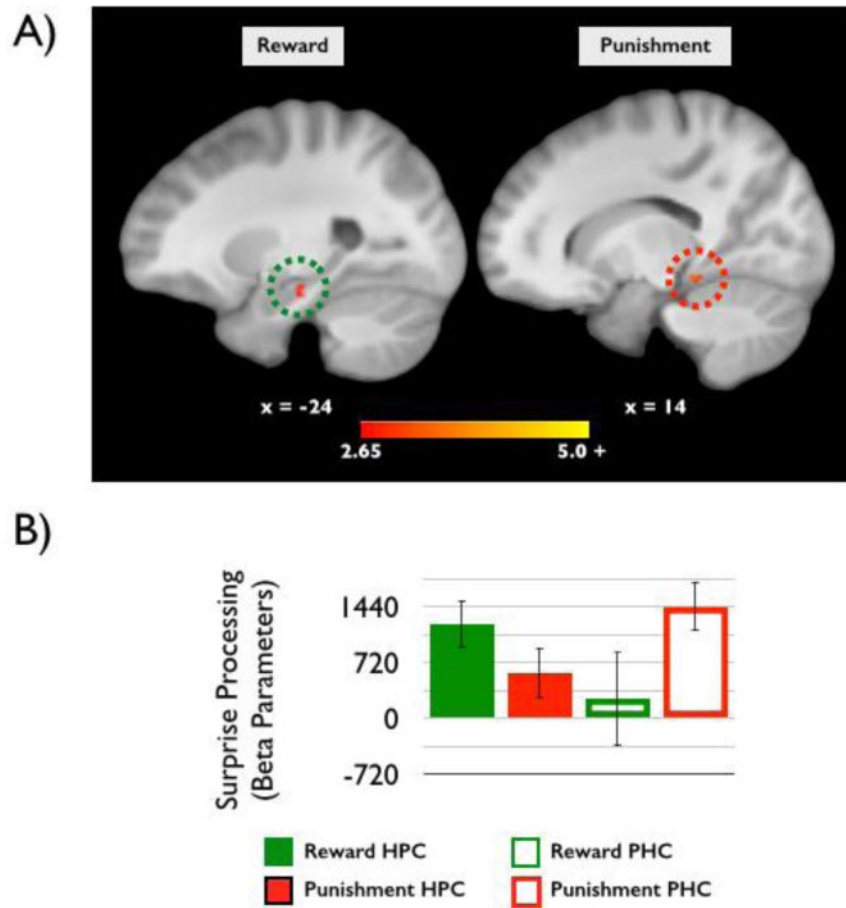 A)
Reward
Punishment
x = -24
x = 14
2.65
5.0 +
B)
Surprise Processing
(Beta Parameters)
1440
720
0
-720
Reward HPC
Reward PHC
Punishment HPC
Punishment PHC